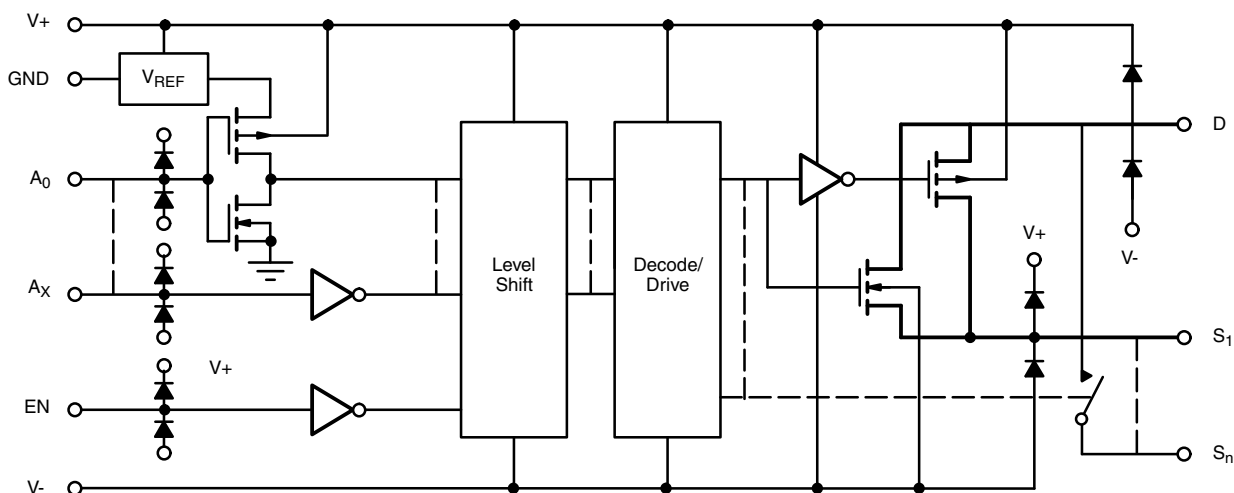 V+
GND
VREF
D
A0
V+
V-
Level
Shift
Decode/
Drive
AX
S1
V+
EN
Sn
V-